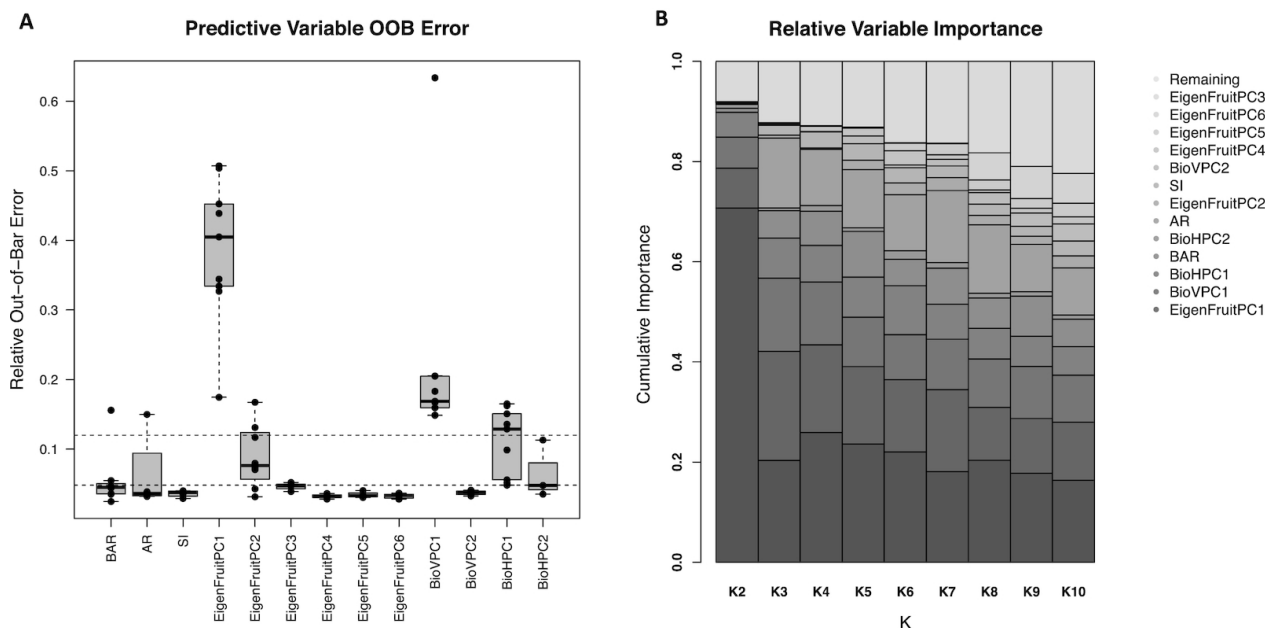 A
Predictive Variable OOB Error
Relative Out-of-Bar Error
0.6
0.5
0.4
0.3
0.2
0.1
BAR
AR
SI
EigenFruitPC1
EigenFruitPC2
EigenFruitPC3
EigenFruitPC4
EigenFruitPC5
EigenFruitPC6
BioVPC1
BioVPC2
BioHPC1
BioHPC2
B
Relative Variable Importance
Cumulative Importance
1.0
0.8
0.6
0.4
0.2
0.0
K2 K3 K4 K5 K6 K7 K8 K9 K10
K
Remaining
EigenFruitPC3
EigenFruitPC6
EigenFruitPC5
EigenFruitPC4
BioVPC2
SI
EigenFruitPC2
AR
BioHPC2
BAR
BioHPC1
BioVPC1
EigenFruitPC1